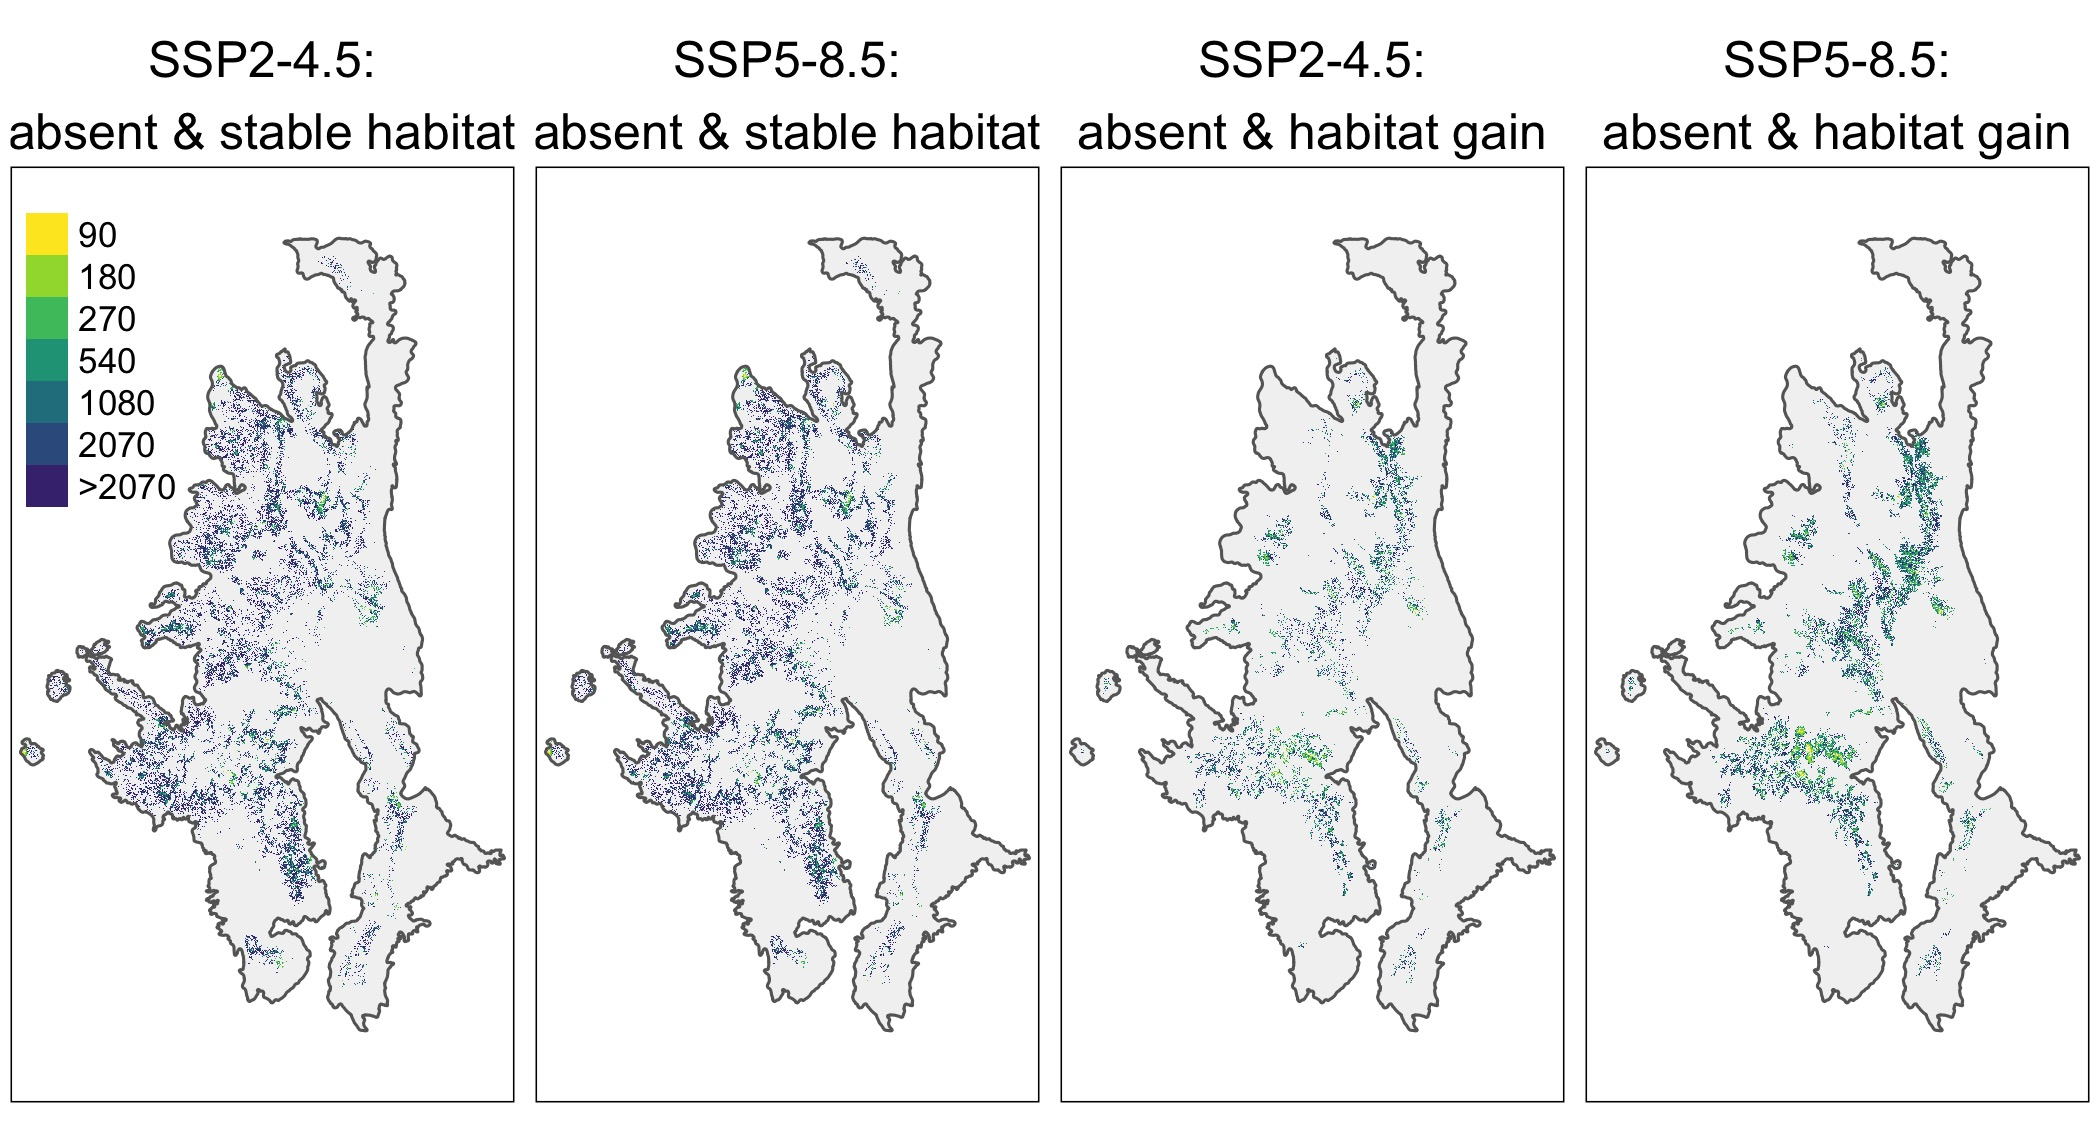 SSP2-4.5:
absent & stable habitat
SSP5-8.5:
absent & stable habitat
SSP2-4.5:
absent & habitat gain
SSP5-8.5:
absent & habitat gain
90
180
270
540
1080
2070
>2070